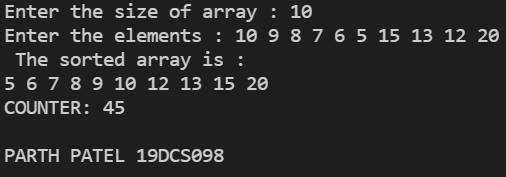 Enter the size of array : 10
Enter the elements : 10 9 8 7 6 5 15 13 12 20
The sorted array is :
5 6 7 8 9 10 12 13 15 20
COUNTER: 45
PARTH PATEL 19DCS098